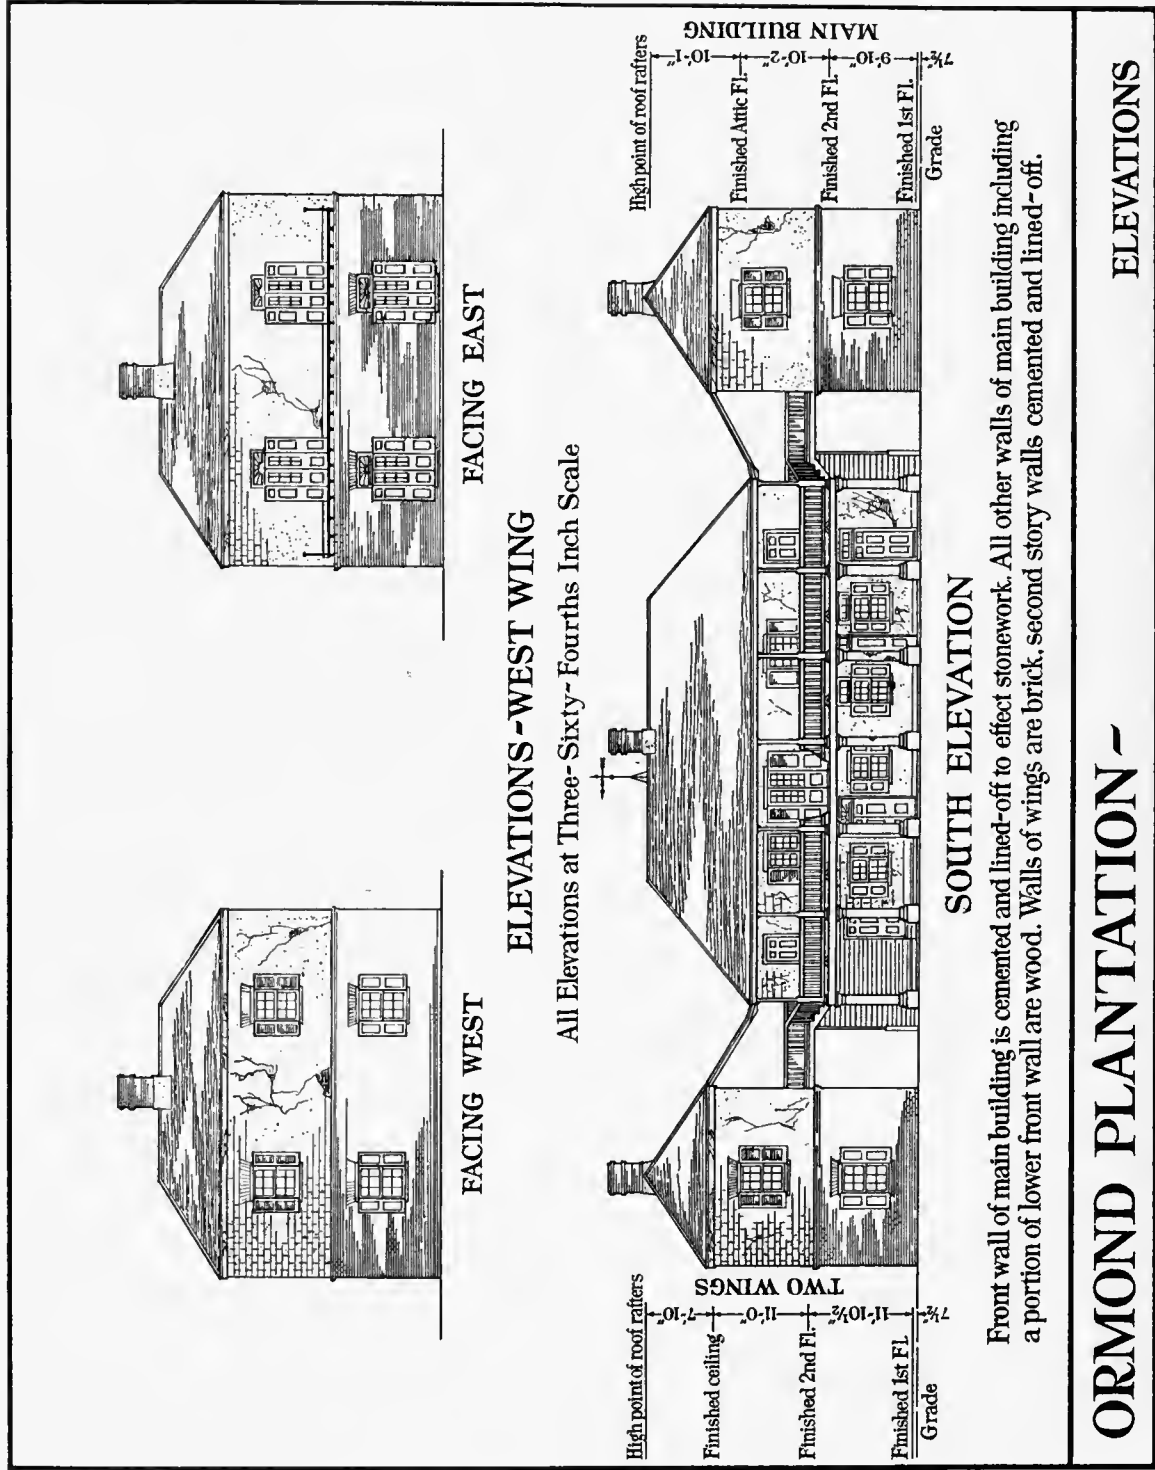 FACING WEST
FACING EAST
ELEVATIONS-WEST WING
All Elevations at Three-Sixty-Fourths Inch Scale
High point of roof rafters
7'-10"
Finished ceiling
11'-0"
Finished 2nd Fl.
11'-10½"
Finished 1st Fl.
7½"
Grade
TWO WINGS
High point of roof rafters
10'-1"
Finished Attic Fl.
10'-2"
Finished 2nd Fl.
9'-10"
Finished 1st Fl.
7½"
Grade
MAIN BUILDING
SOUTH ELEVATION
Front wall of main building is cemented and lined-off to effect stonework. All other walls of main building including
a portion of lower front wall are wood. Walls of wings are brick, second story walls cemented and lined-off.
ORMOND PLANTATION~
ELEVATIONS